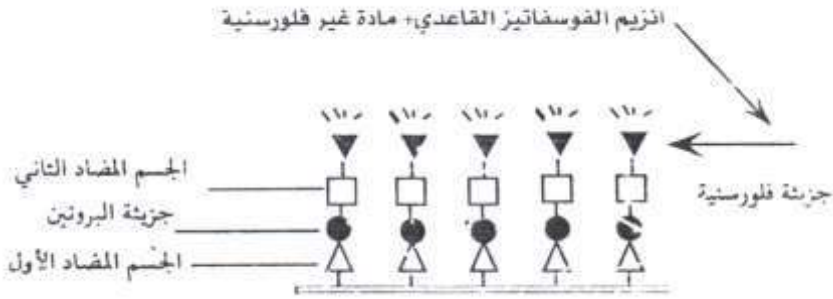 انزيم الفوسفاتيز القاعدي+ مادة غير فلورسنية
الجسم المضاد الثاني
جزيئة فلورسنية
جزيئة البروتين
الجسم المضاد الأول